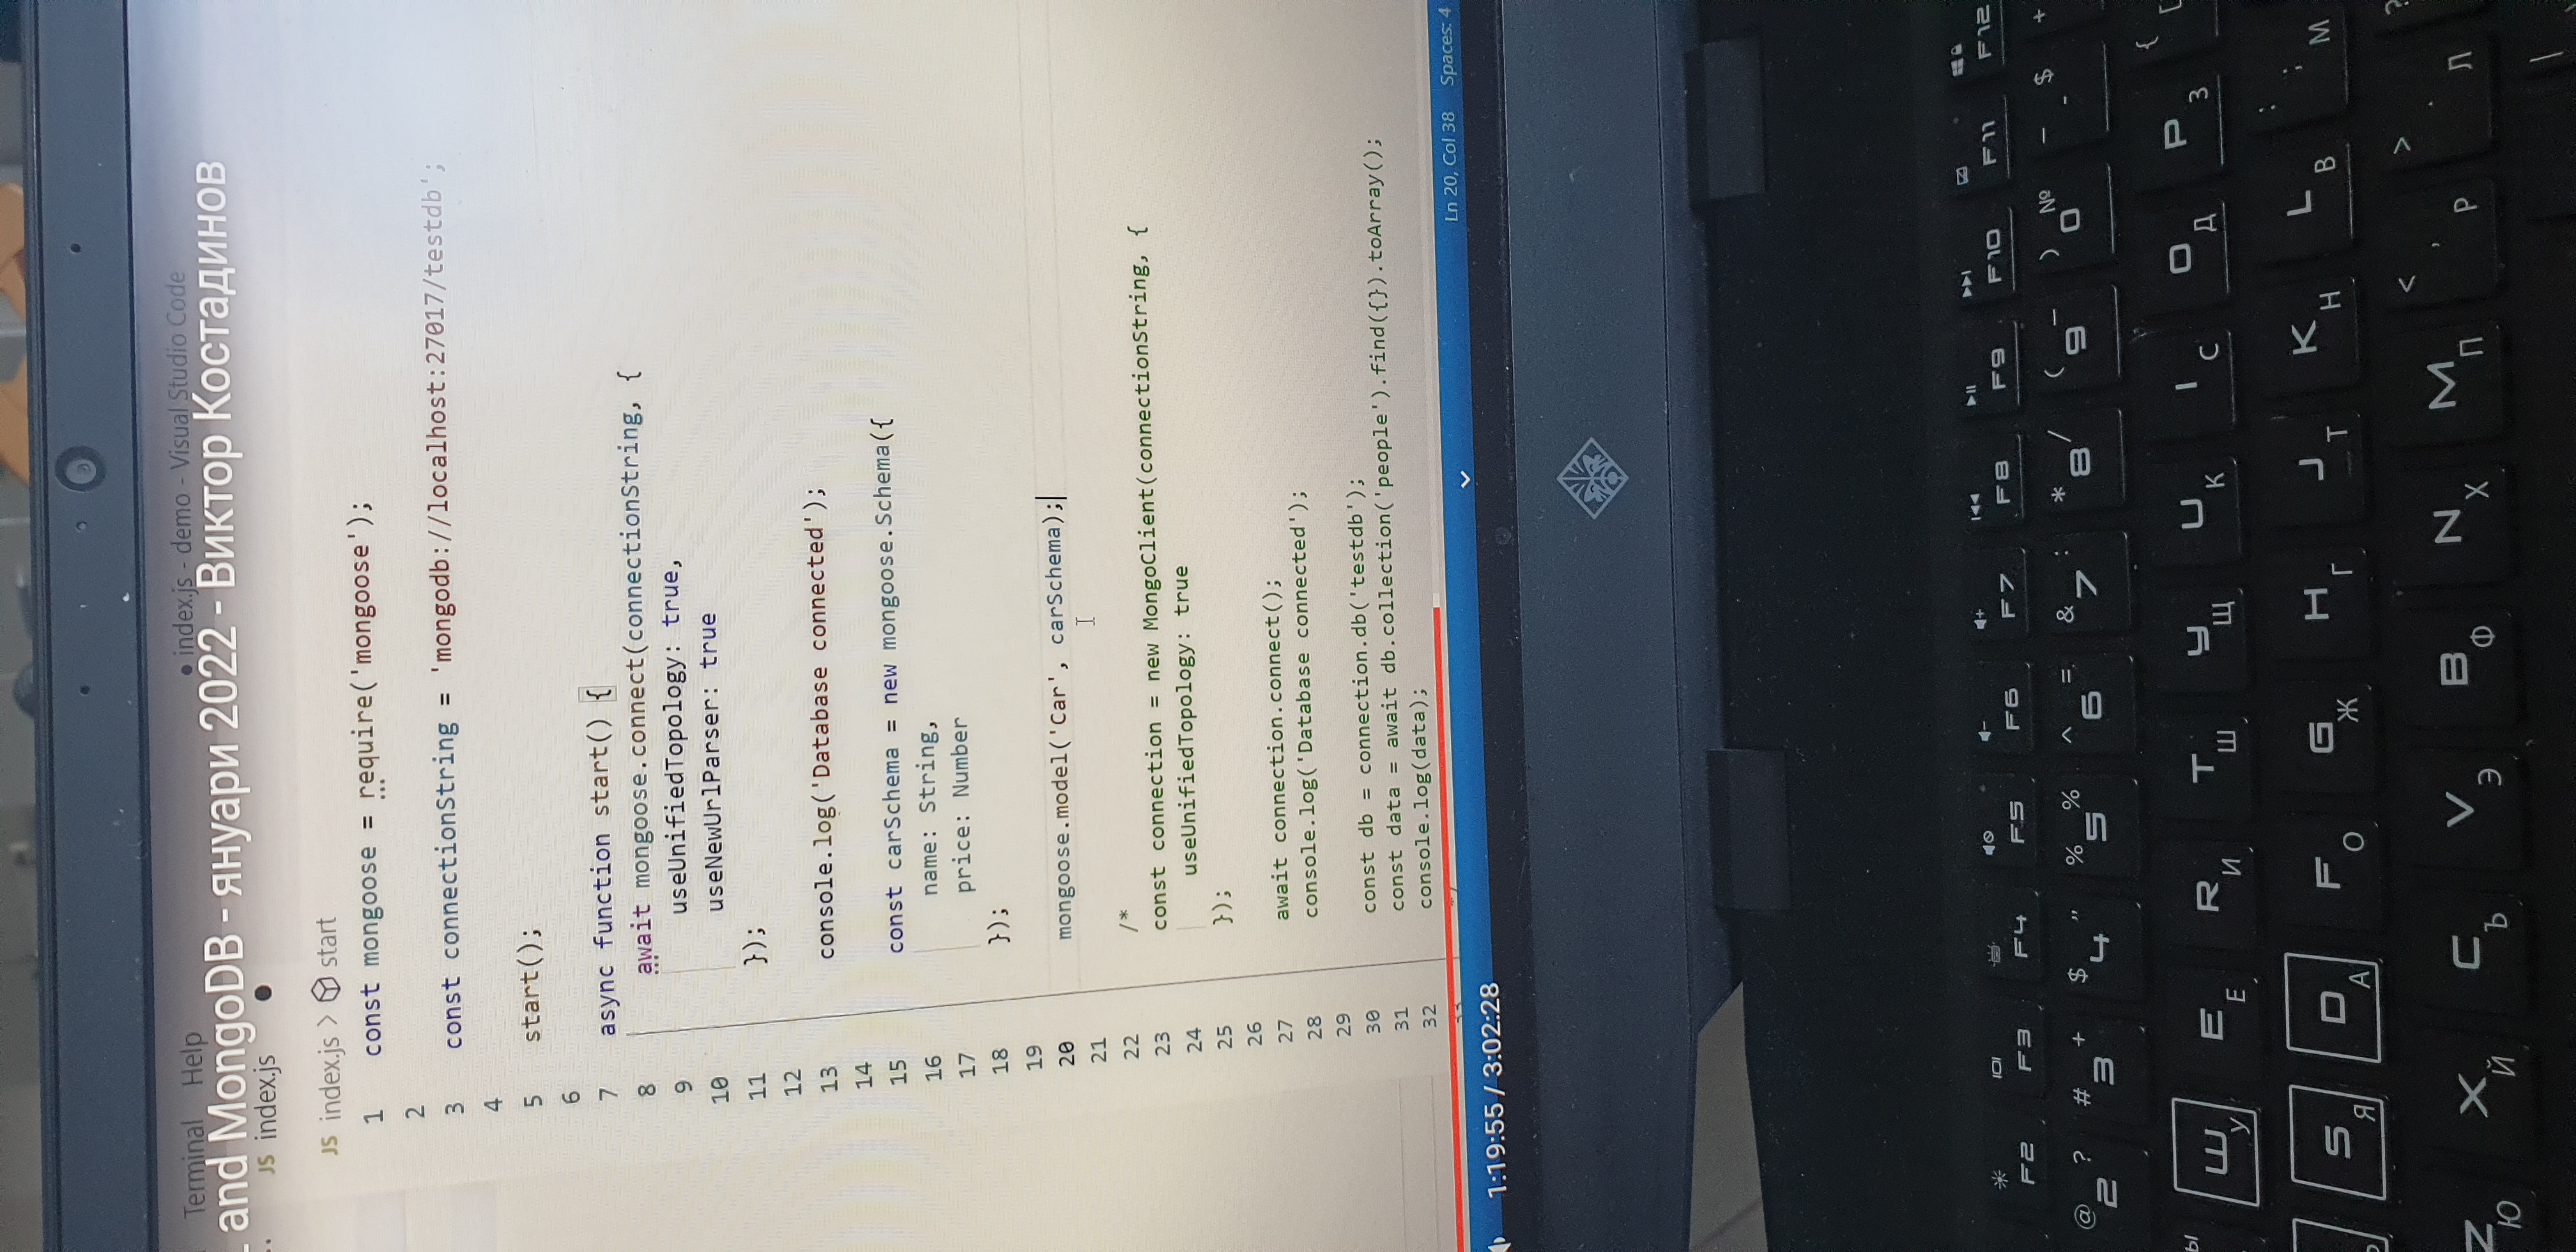 Terminal Help ● index.js - demo - Visual Studio Code
and MongoDB - януари 2022 - Виктор Костадинов
JS index.js ●
JS index.js > start
1 const mongoose = require('mongoose');
2
3 const connectionString = 'mongodb://localhost:27017/testdb';
4
5 start();
6
7 async function start() {
8 await mongoose.connect(connectionString, {
9 useUnifiedTopology: true,
10 useNewUrlParser: true
11 });
12
13 console.log('Database connected');
14
15 const carSchema = new mongoose.Schema({
16 name: String,
17 price: Number
18 });
19
20 mongoose.model('Car', carSchema);
21
22 /*
23 const connection = new MongoClient(connectionString, {
24 useUnifiedTopology: true
25 });
26
27 await connection.connect();
28 console.log('Database connected');
29
30 const db = connection.db('testdb');
31 const data = await db.collection('people').find({}).toArray();
32 console.log(data);
Ln 20, Col 38 Spaces: 4
1:19:55 / 3:02:28
F2 F3 F4 F5 F6 F7 F8 F9 F10 F11 F12
@ 2 ? # 3 + $ 4 " % 5 % ^ 6 = & 7 : * 8 / ( 9 – ) 0 № – - $ +
Ы W У E Е R И T Ш Y Щ U К I С O Д P З { [
S Я D А F О G Ж H Г J Т K Н L В : ; М
Z Ю X Й C Ъ V Э B Ф N Х M П < , Р > . Л ?